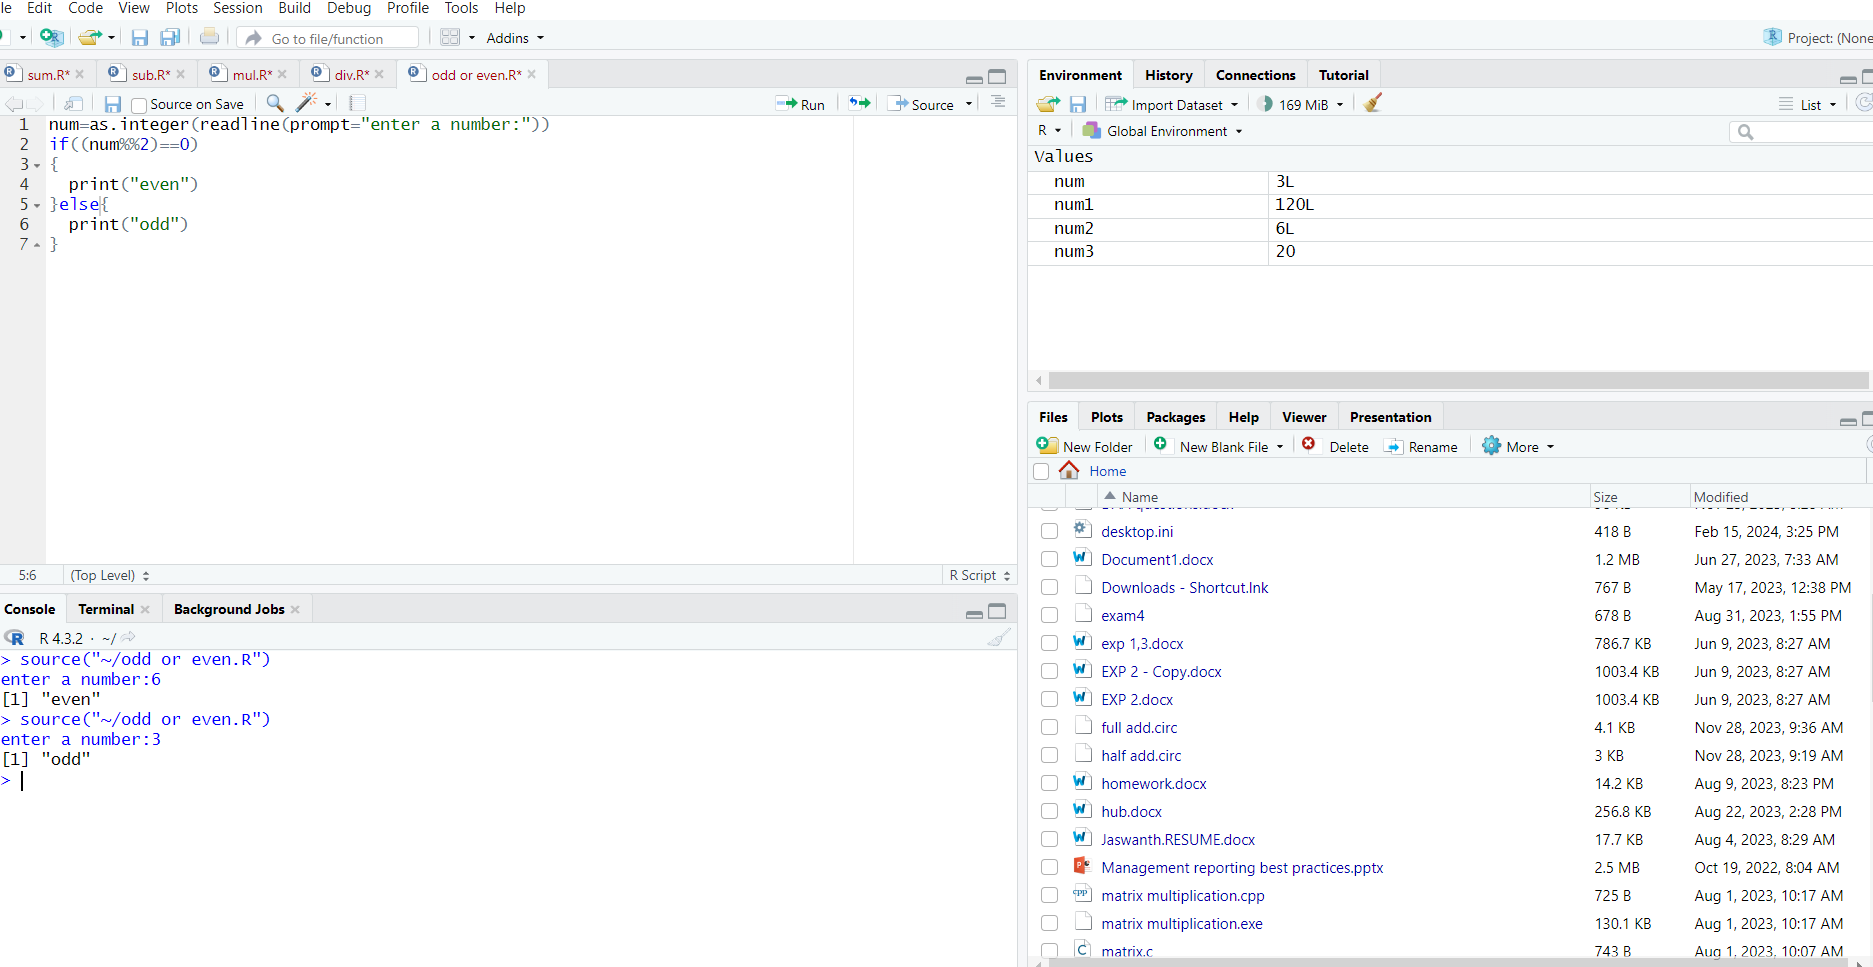 le Edit Code View Plots Session Build Debug Profile Tools Help
Go to file/function Addins Project: (None
sum.R* sub.R* mul.R* div.R* odd or even.R*
Source on Save Run Source
1 num=as.integer(readline(prompt="enter a number:"))
2 if((num%%2)==0)
3 {
4 print("even")
5 }else{
6 print("odd")
7 }
5:6 (Top Level) R Script
Console Terminal Background Jobs
R 4.3.2 · ~/
> source("~/odd or even.R")
enter a number:6
[1] "even"
> source("~/odd or even.R")
enter a number:3
[1] "odd"
>
Environment History Connections Tutorial
Import Dataset 169 MiB List
R Global Environment
Values
num 3L
num1 120L
num2 6L
num3 20
Files Plots Packages Help Viewer Presentation
New Folder New Blank File Delete Rename More
Home
Name Size Modified
desktop.ini 418 B Feb 15, 2024, 3:25 PM
Document1.docx 1.2 MB Jun 27, 2023, 7:33 AM
Downloads - Shortcut.lnk 767 B May 17, 2023, 12:38 PM
exam4 678 B Aug 31, 2023, 1:55 PM
exp 1,3.docx 786.7 KB Jun 9, 2023, 8:27 AM
EXP 2 - Copy.docx 1003.4 KB Jun 9, 2023, 8:27 AM
EXP 2.docx 1003.4 KB Jun 9, 2023, 8:27 AM
full add.circ 4.1 KB Nov 28, 2023, 9:36 AM
half add.circ 3 KB Nov 28, 2023, 9:19 AM
homework.docx 14.2 KB Aug 9, 2023, 8:23 PM
hub.docx 256.8 KB Aug 22, 2023, 2:28 PM
Jaswanth.RESUME.docx 17.7 KB Aug 4, 2023, 8:29 AM
Management reporting best practices.pptx 2.5 MB Oct 19, 2022, 8:04 AM
matrix multiplication.cpp 725 B Aug 1, 2023, 10:17 AM
matrix multiplication.exe 130.1 KB Aug 1, 2023, 10:17 AM
matrix.c 743 B Aug 1, 2023, 10:07 AM